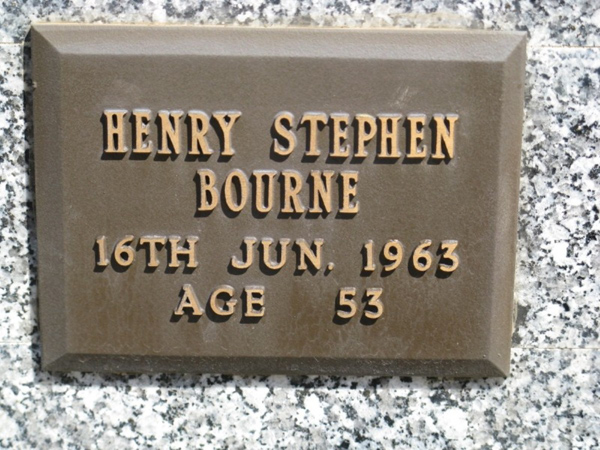 HENRY STEPHEN
BOURNE
16TH JUN. 1963
AGE 53